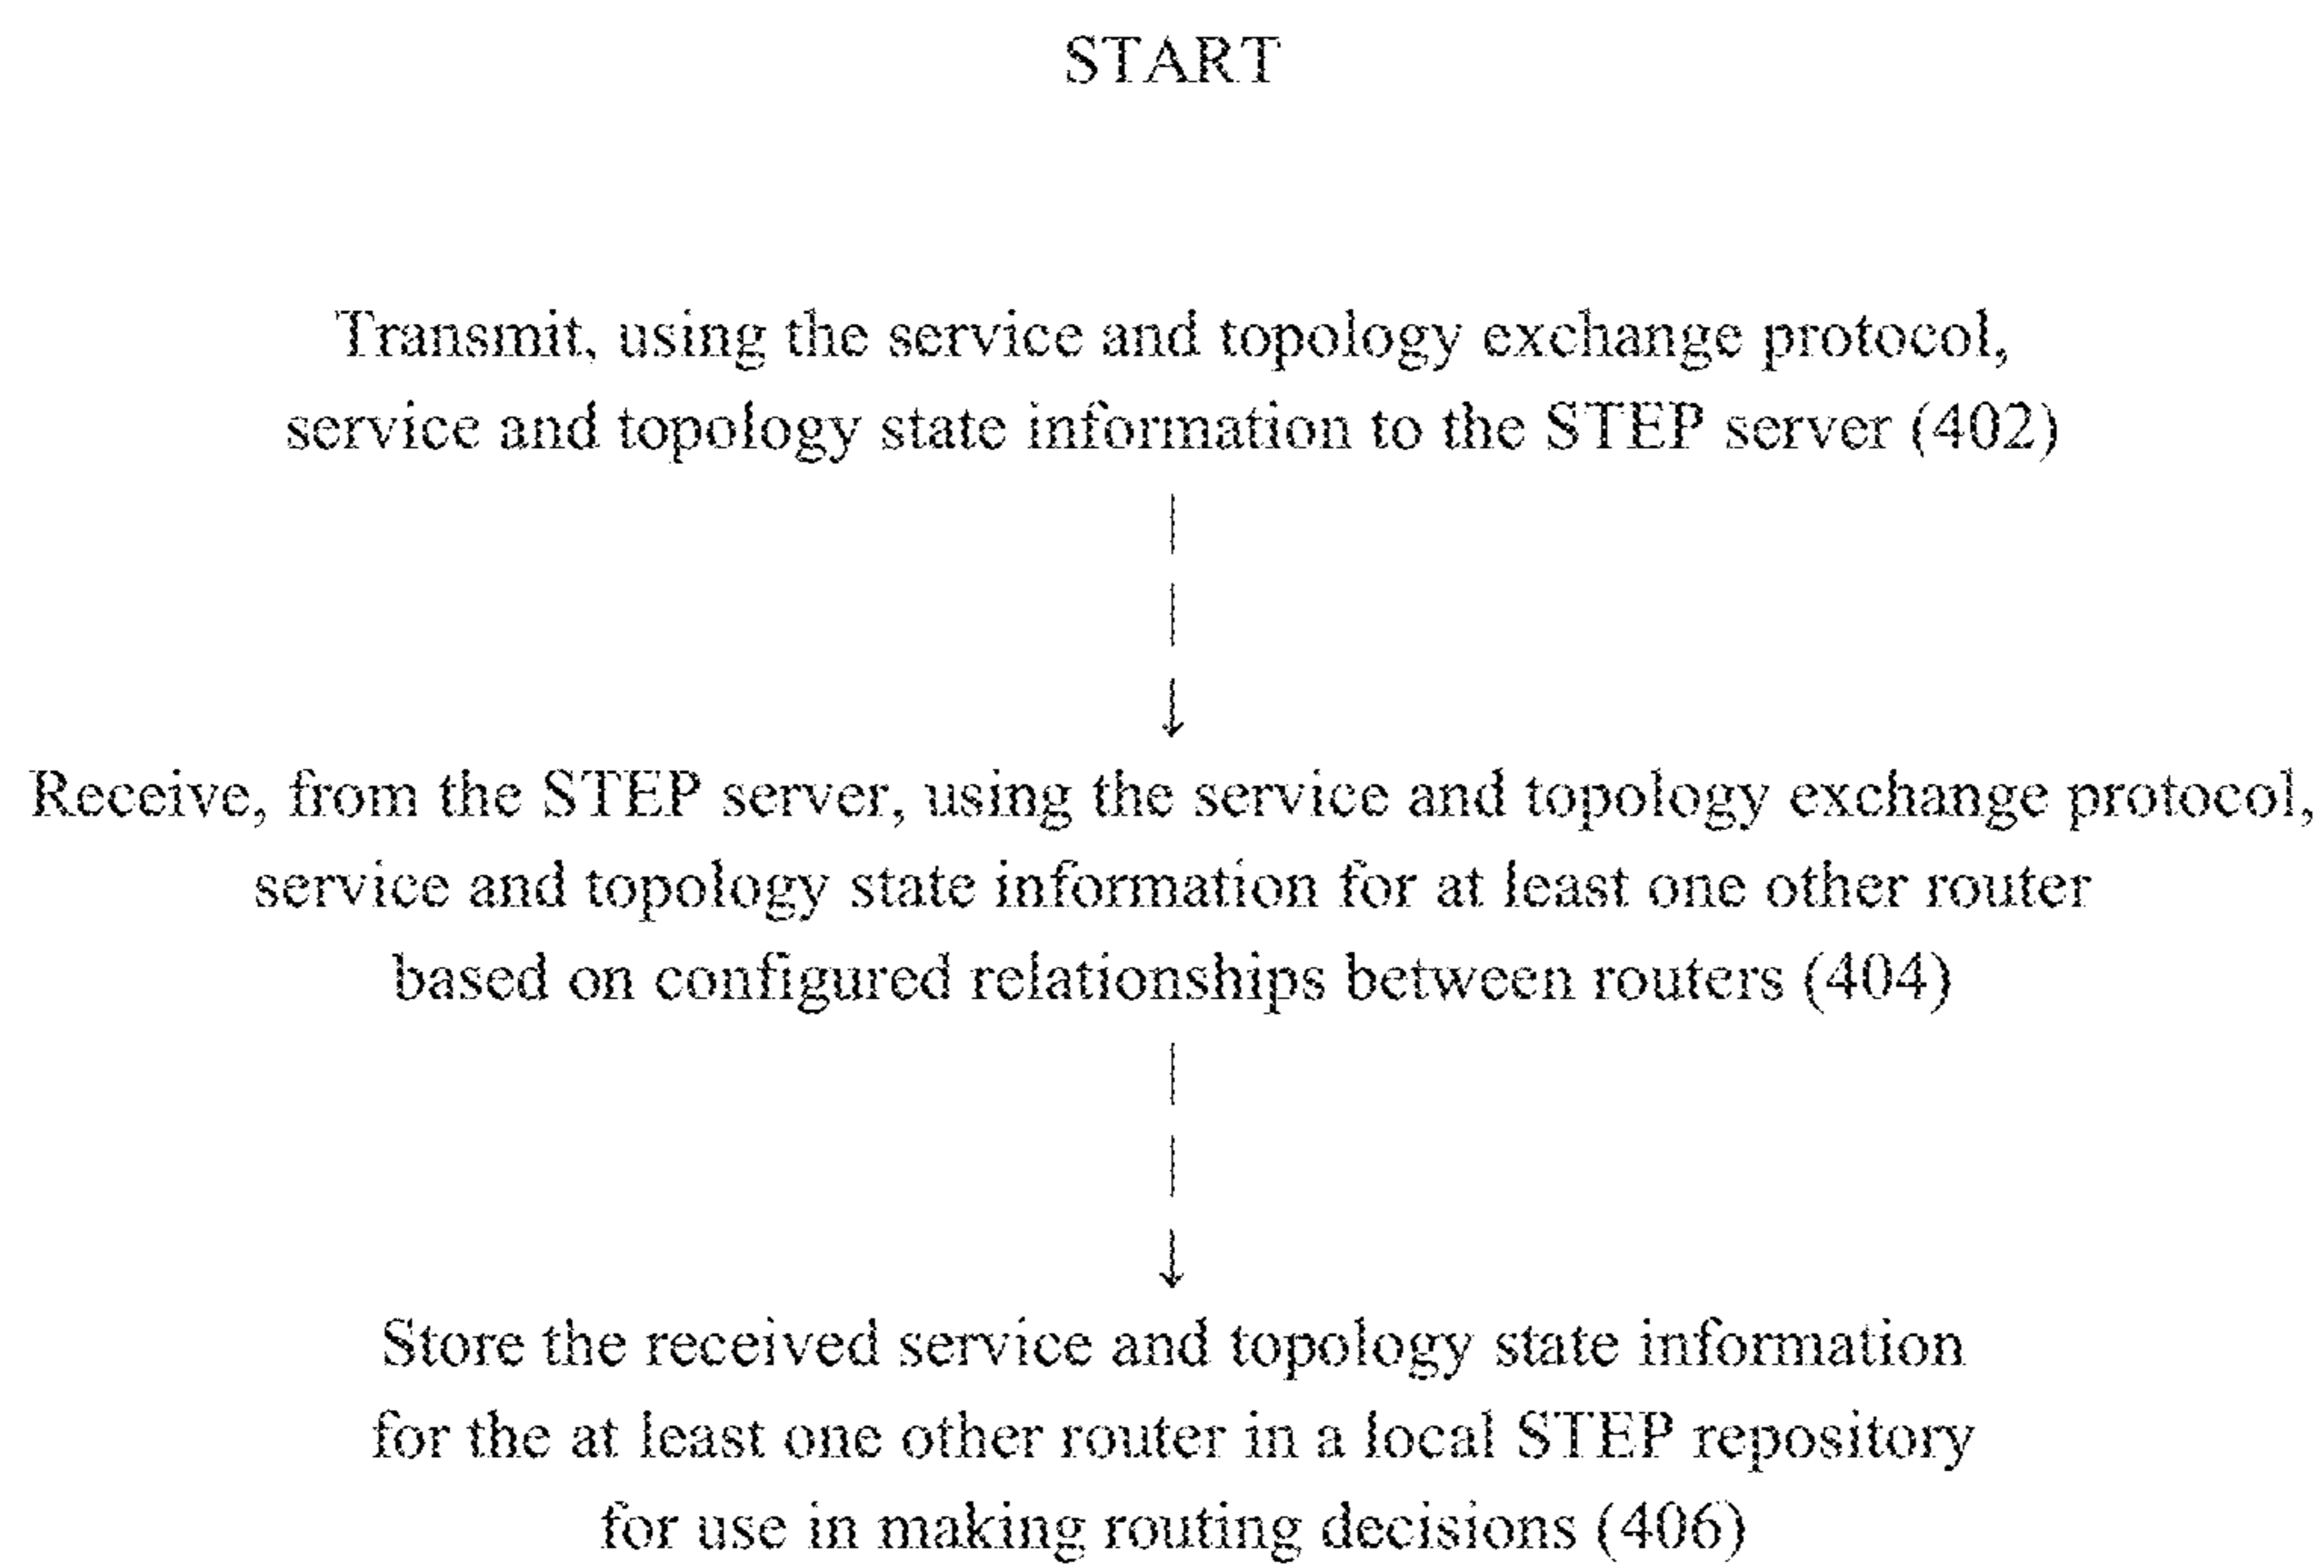 START
Transmit, using the service and topology exchange protocol,
service and topology state information to the STEP server (402)
Receive, from the STEP server, using the service and topology exchange protocol,
service and topology state information for at least one other router
based on configured relationships between routers (404)
Store the received service and topology state information
for the at least one other router in a local STEP repository
for use in making routing decisions (406)